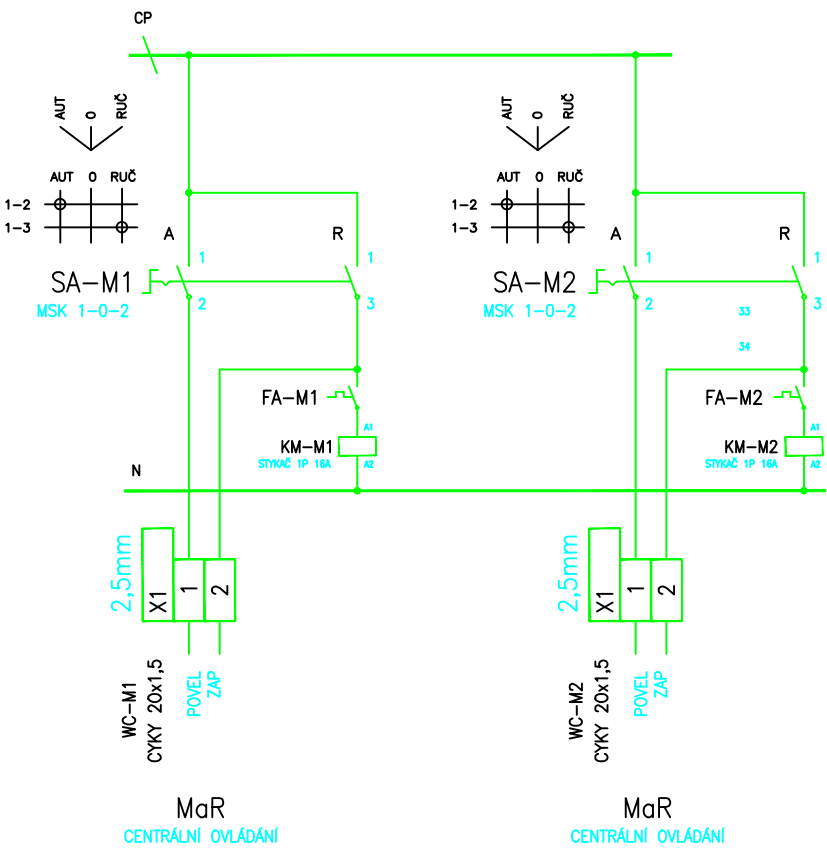 CP
AUT 0 RUČ
AUT 0 RUČ
1-2
1-3
A
R
1
1
SA-M1
MSK 1-0-2
2
3
FA-M1
A1
KM-M1
STYKAČ 1P 16A
A2
N
2,5mm
X1
1
2
WC-M1
CYKY 20x1,5
POVEL
ZAP
MaR
CENTRÁLNÍ OVLÁDÁNÍ
AUT 0 RUČ
AUT 0 RUČ
1-2
1-3
A
R
1
1
SA-M2
MSK 1-0-2
2
3
33
34
FA-M2
A1
KM-M2
STYKAČ 1P 16A
A2
2,5mm
X1
1
2
WC-M2
CYKY 20x1,5
POVEL
ZAP
MaR
CENTRÁLNÍ OVLÁDÁNÍ